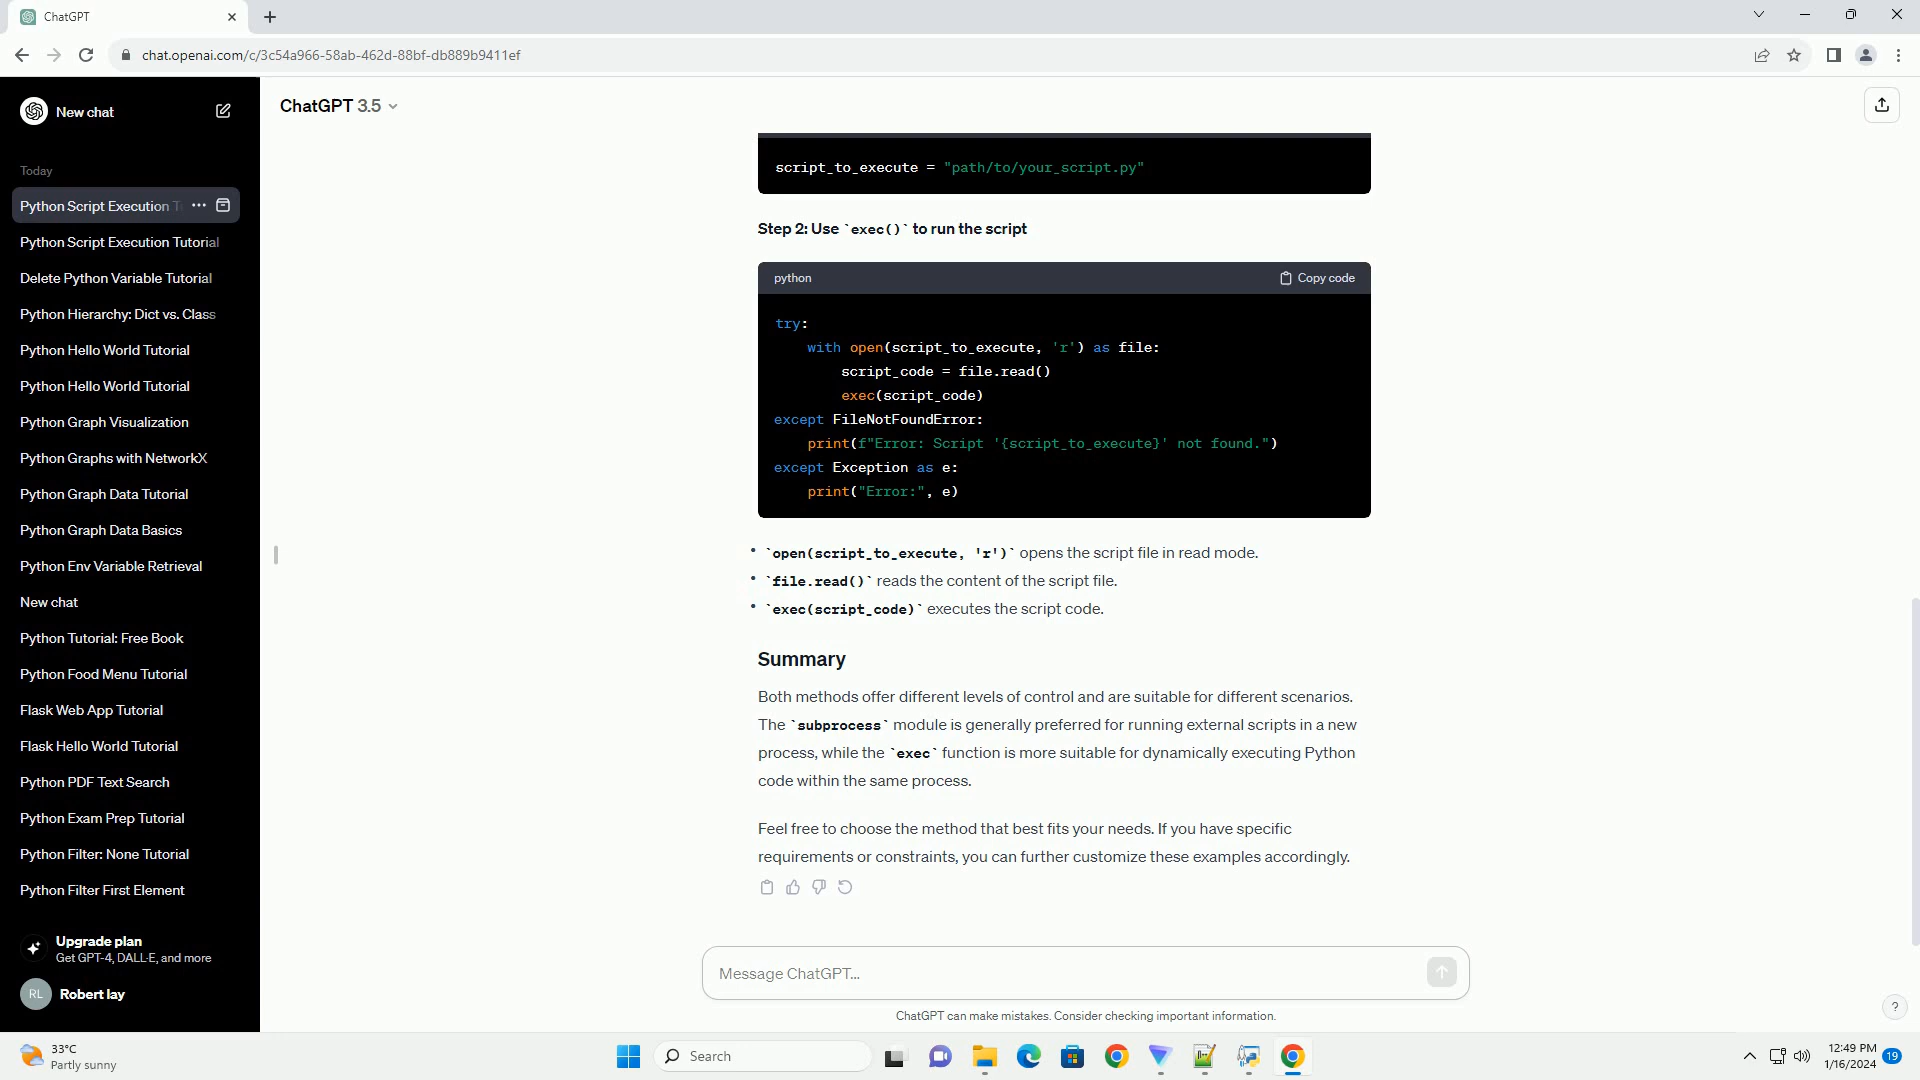 ChatGPT
chat.openai.com/c/3c54a966-58ab-462d-88bf-db889b9411ef
New chat
Today
Python Script Execution T
Python Script Execution Tutorial
Delete Python Variable Tutorial
Python Hierarchy: Dict vs. Class
Python Hello World Tutorial
Python Hello World Tutorial
Python Graph Visualization
Python Graphs with NetworkX
Python Graph Data Tutorial
Python Graph Data Basics
Python Env Variable Retrieval
New chat
Python Tutorial: Free Book
Python Food Menu Tutorial
Flask Web App Tutorial
Flask Hello World Tutorial
Python PDF Text Search
Python Exam Prep Tutorial
Python Filter: None Tutorial
Python Filter First Element
Upgrade plan
Get GPT-4, DALL·E, and more
RL Robert lay
ChatGPT 3.5
script_to_execute = "path/to/your_script.py"
Step 2: Use `exec()` to run the script
python Copy code
try:
    with open(script_to_execute, 'r') as file:
        script_code = file.read()
        exec(script_code)
except FileNotFoundError:
    print(f"Error: Script '{script_to_execute}' not found.")
except Exception as e:
    print("Error:", e)
• `open(script_to_execute, 'r')` opens the script file in read mode.
• `file.read()` reads the content of the script file.
• `exec(script_code)` executes the script code.
Summary
Both methods offer different levels of control and are suitable for different scenarios.
The `subprocess` module is generally preferred for running external scripts in a new
process, while the `exec` function is more suitable for dynamically executing Python
code within the same process.
Feel free to choose the method that best fits your needs. If you have specific
requirements or constraints, you can further customize these examples accordingly.
Message ChatGPT...
ChatGPT can make mistakes. Consider checking important information.
?
33°C
Partly sunny
Search
12:49 PM
1/16/2024
19